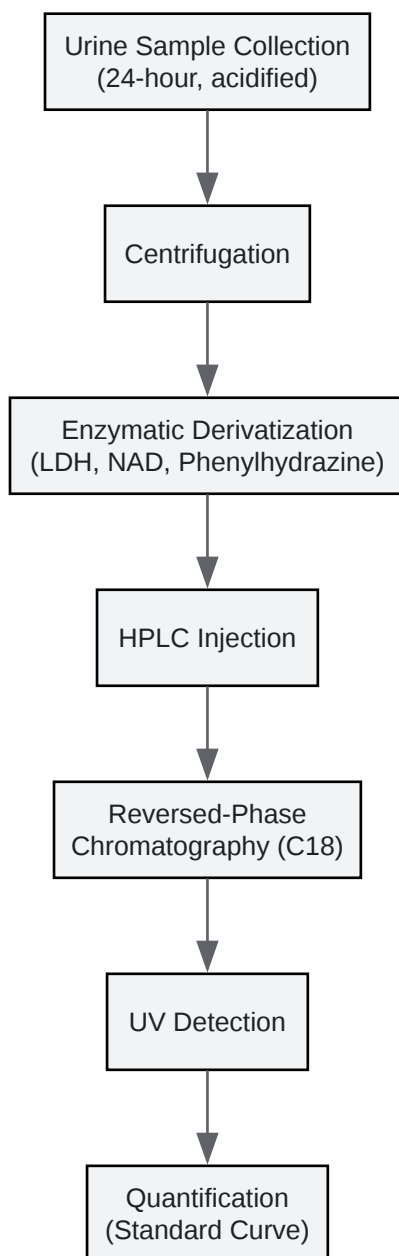 Urine Sample Collection
(24-hour, acidified)
Centrifugation
Enzymatic Derivatization
(LDH, NAD, Phenylhydrazine)
HPLC Injection
Reversed-Phase
Chromatography (C18)
UV Detection
Quantification
(Standard Curve)